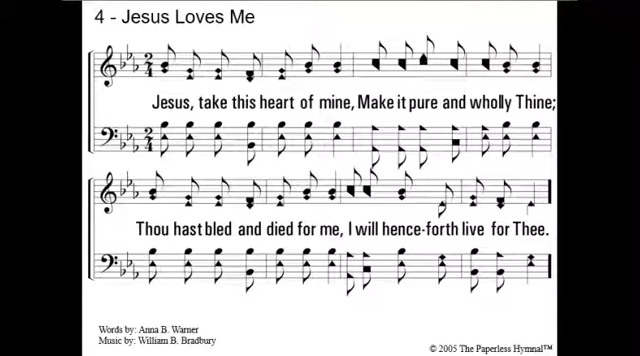 4 - Jesus Loves Me
Jesus, take this heart of mine, Make it pure and wholly Thine;
Thou hast bled and died for me, I will hence-forth live for Thee.
Words by: Anna B. Warner
Music by: William B. Bradbury
© 2005 The Paperless Hymnal™